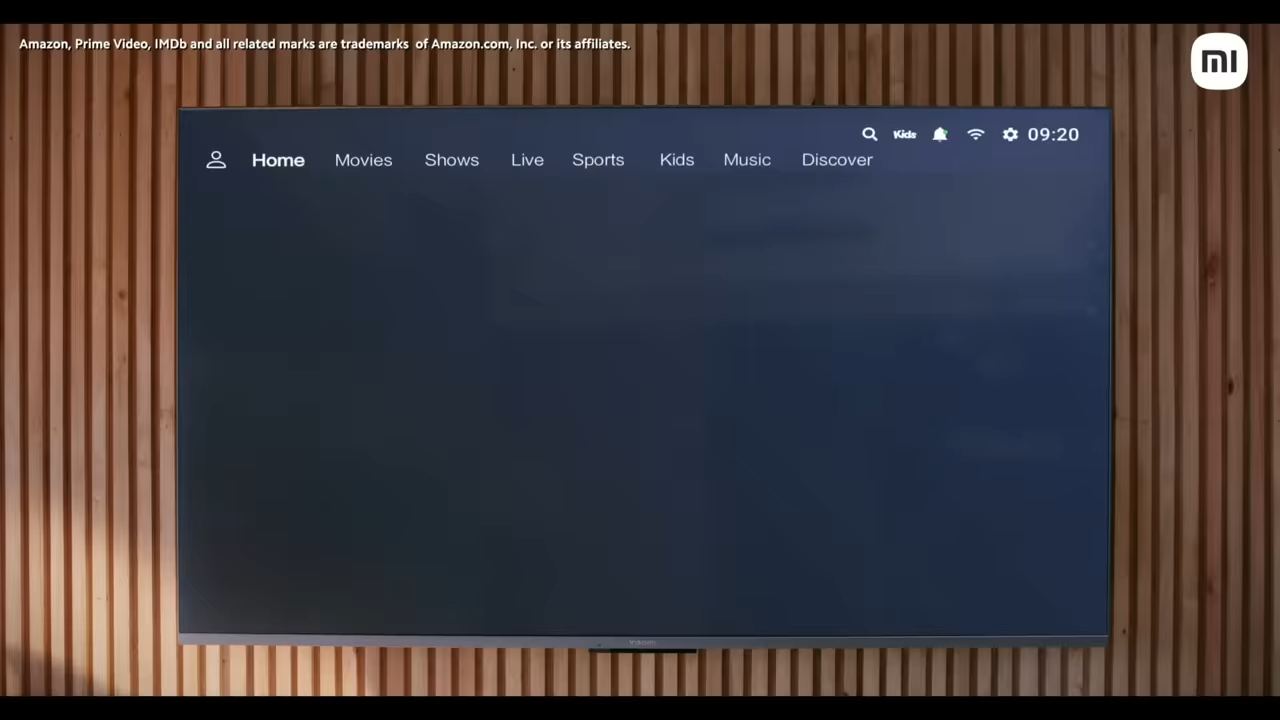 Amazon, Prime Video, IMDb and all related marks are trademarks of Amazon.com, Inc. or its affiliates.
mi
Kids 09:20
Home Movies Shows Live Sports Kids Music Discover